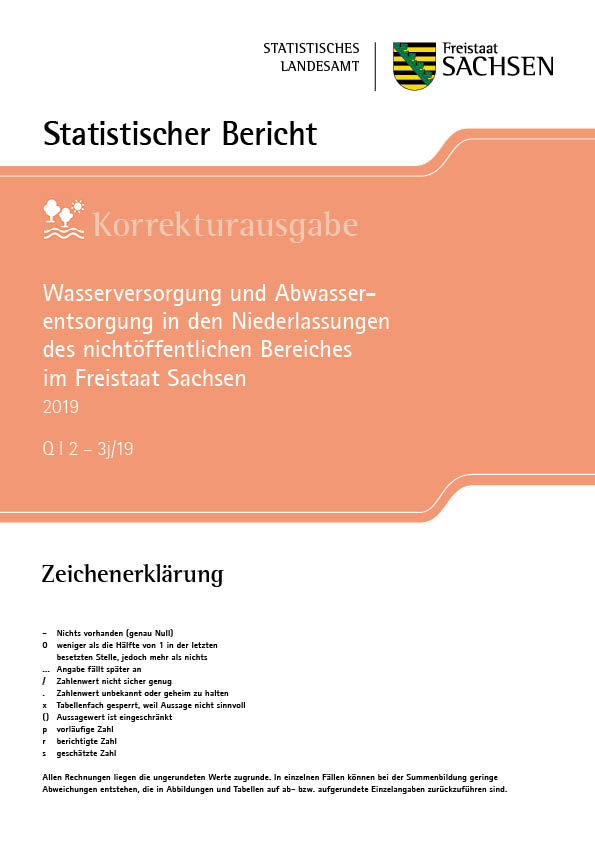 STATISTISCHES
LANDESAMT
Freistaat
SACHSEN
Statistischer Bericht
Korrekturausgabe
Wasserversorgung und Abwasser-
entsorgung in den Niederlassungen
des nichtöffentlichen Bereiches
im Freistaat Sachsen
2019
Q I 2 – 3j/19
Zeichenerklärung
– Nichts vorhanden (genau Null)
0 weniger als die Hälfte von 1 in der letzten
besetzten Stelle, jedoch mehr als nichts
... Angabe fällt später an
/ Zahlenwert nicht sicher genug
. Zahlenwert unbekannt oder geheim zu halten
x Tabellenfach gesperrt, weil Aussage nicht sinnvoll
() Aussagewert ist eingeschränkt
p vorläufige Zahl
r berichtigte Zahl
s geschätzte Zahl
Allen Rechnungen liegen die ungerundeten Werte zugrunde. In einzelnen Fällen können bei der Summenbildung geringe
Abweichungen entstehen, die in Abbildungen und Tabellen auf ab- bzw. aufgerundete Einzelangaben zurückzuführen sind.